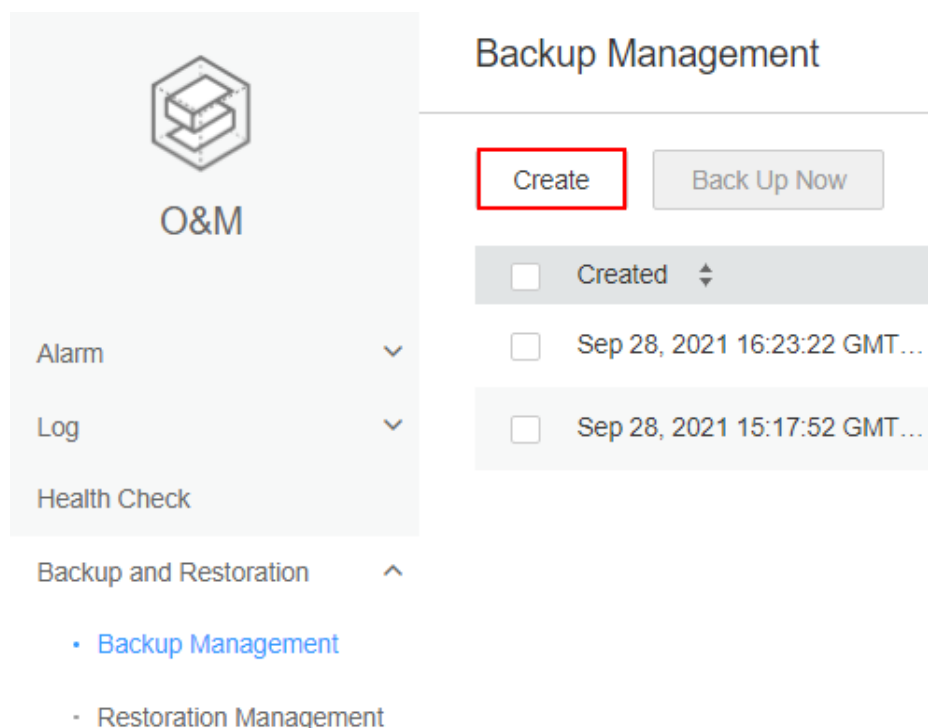 O&M
Alarm
Log
Health Check
Backup and Restoration
Backup Management
Restoration Management
Backup Management
Create
Back Up Now
Created
Sep 28, 2021 16:23:22 GMT...
Sep 28, 2021 15:17:52 GMT...